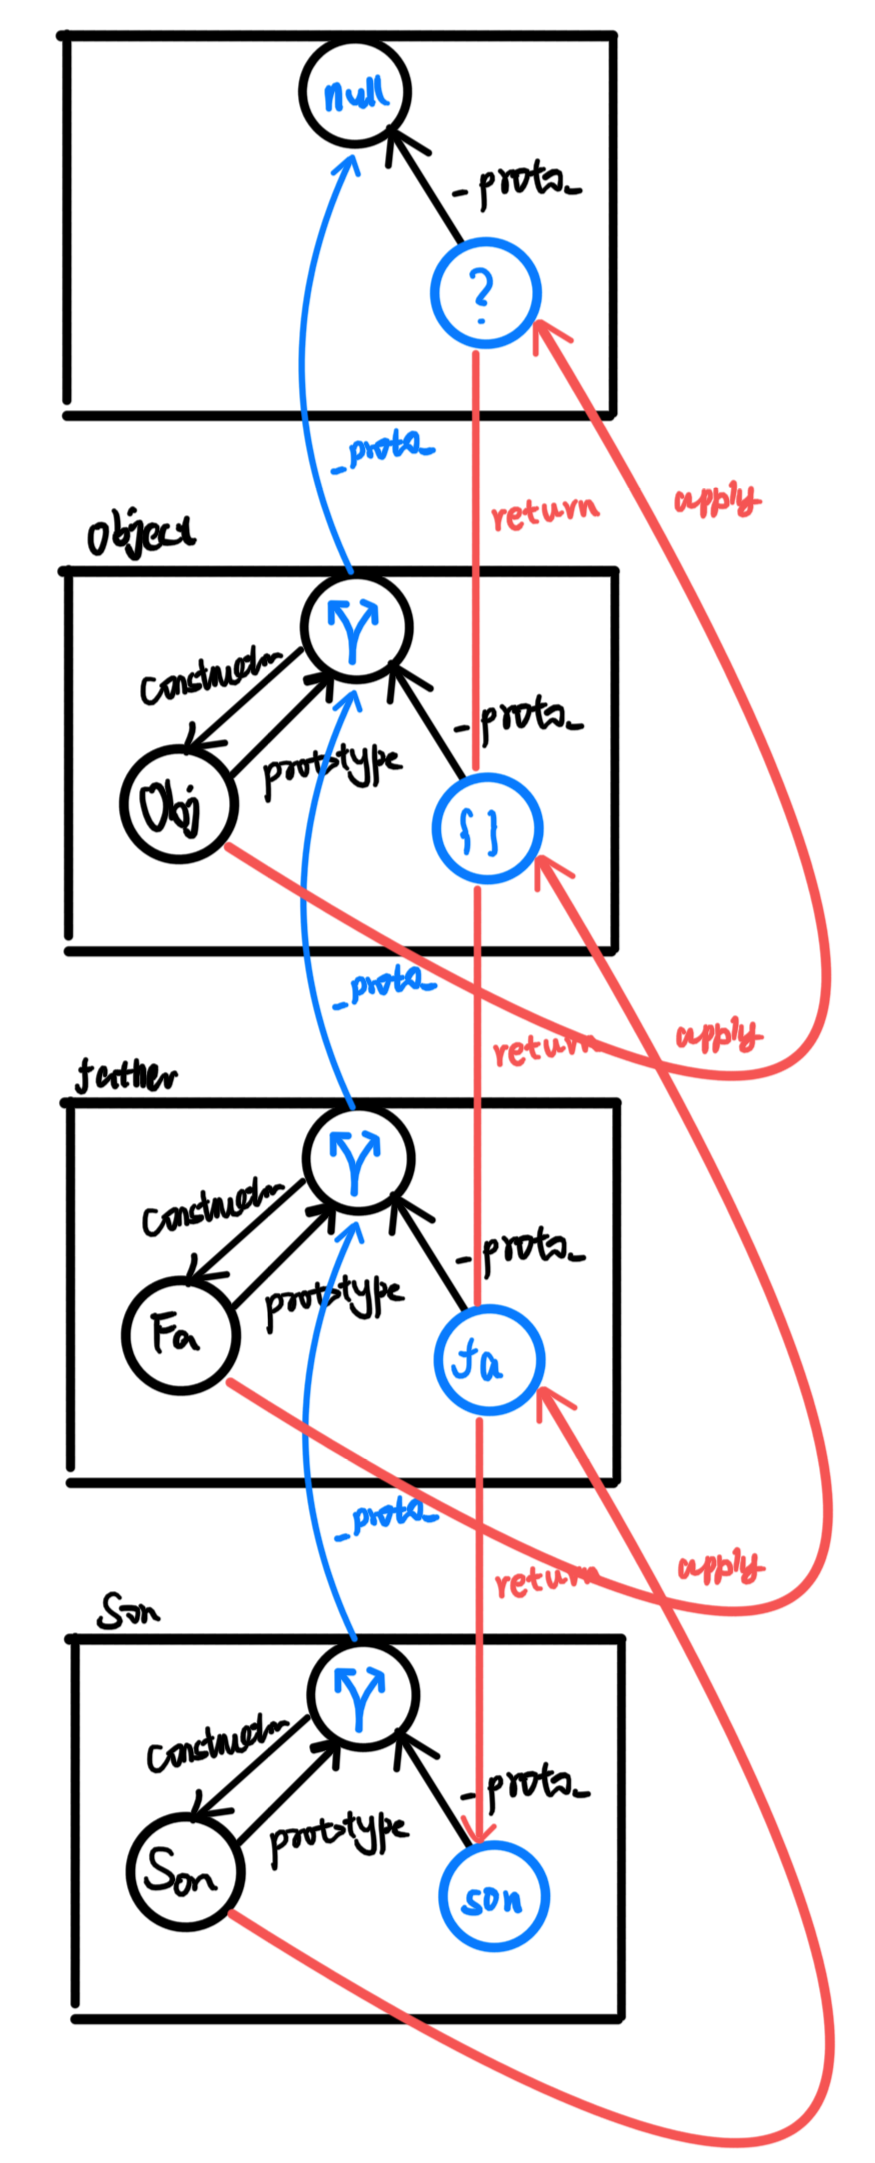 null
_proto_
?
_proto_
return
apply
Object
Constructor
prototype
_proto_
Obj
{}
_proto_
return
apply
father
Constructor
prototype
_proto_
Fa
fa
_proto_
return
apply
Son
Constructor
prototype
_proto_
Son
son